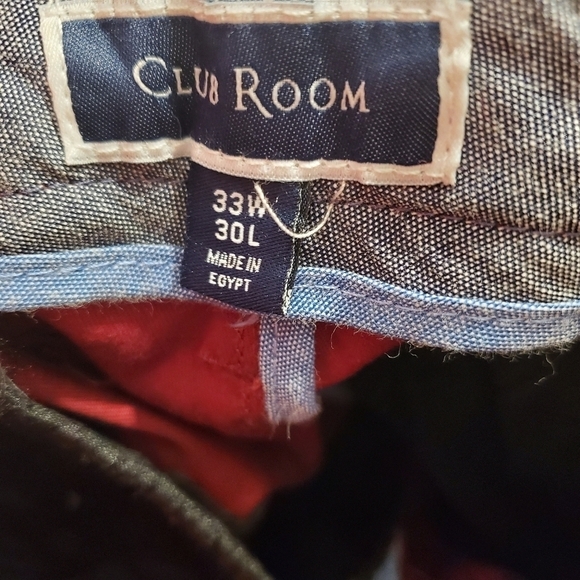 CLUB ROOM
33W
30L
MADE IN
EGYPT